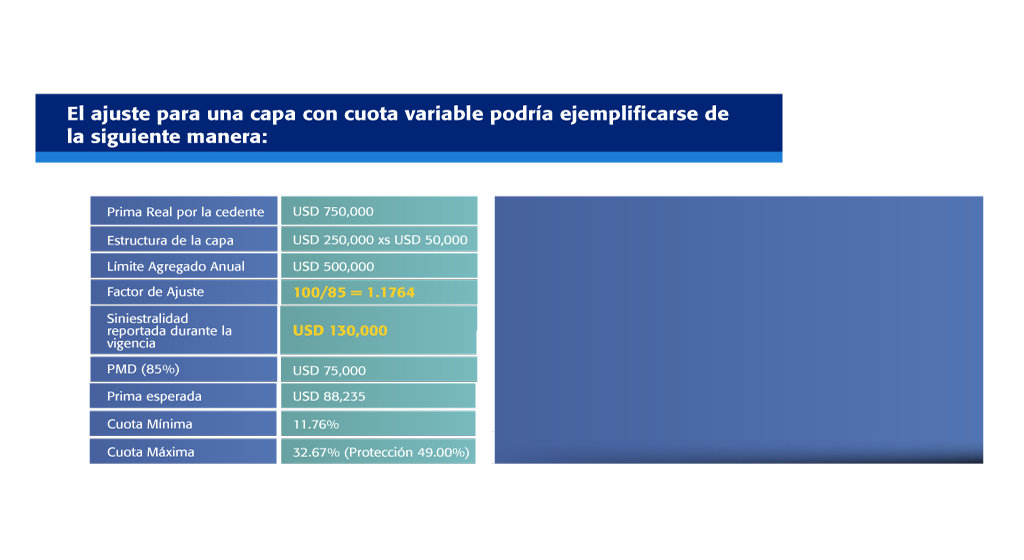 El ajuste para una capa con cuota variable podría ejemplificarse de
la siguiente manera:
Prima Real por la cedente USD 750,000
Estructura de la capa USD 250,000 xs USD 50,000
Límite Agregado Anual USD 500,000
Factor de Ajuste 100/85 = 1.1764
Siniestralidad
reportada durante la
vigencia
USD 130,000
PMD (85%) USD 75,000
Prima esperada USD 88,235
Cuota Mínima 11.76%
Cuota Máxima 32.67% (Protección 49.00%)